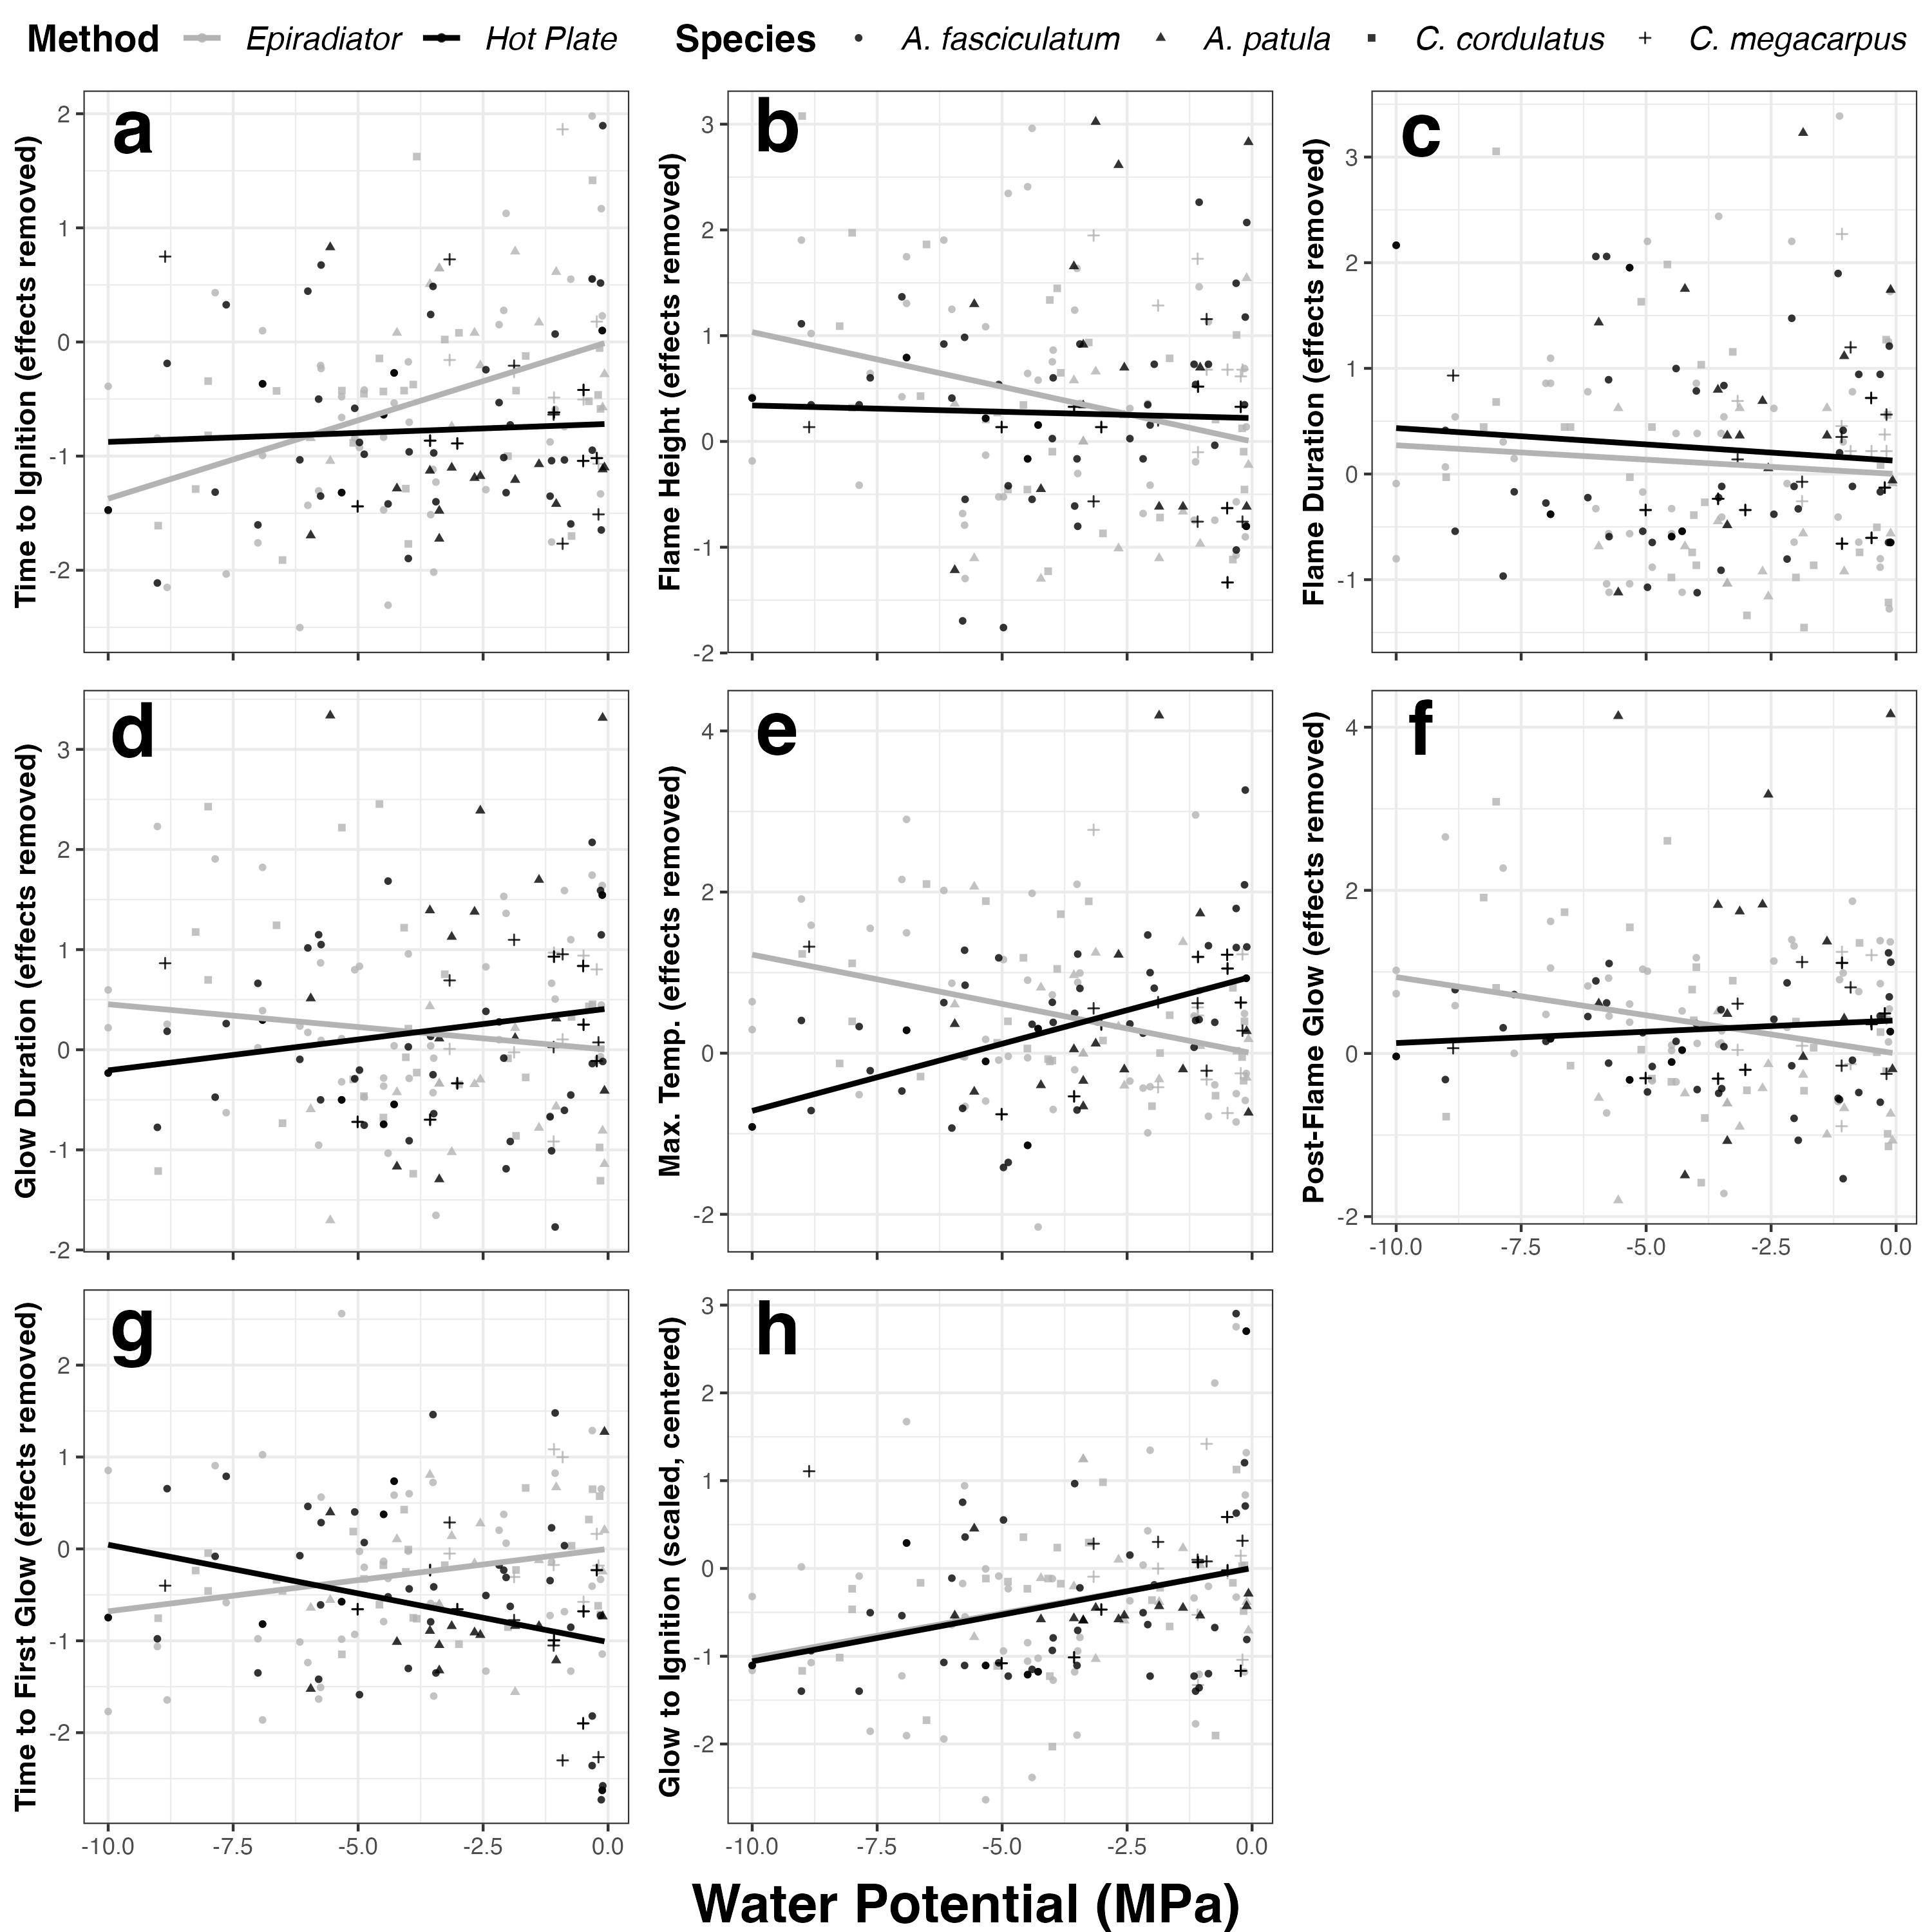 Method Epiradiator Hot Plate Species A. fasciculatum A. patula C. cordulatus C. megacarpus
a
Time to Ignition (effects removed)
2
1
0
-1
-2
b
Flame Height (effects removed)
3
2
1
0
-1
-2
c
Flame Duration (effects removed)
3
2
1
0
-1
d
Glow Duration (effects removed)
3
2
1
0
-1
-2
e
Max. Temp. (effects removed)
4
2
0
-2
f
Post-Flame Glow (effects removed)
4
2
0
-2
-10.0 -7.5 -5.0 -2.5 0.0
g
Time to First Glow (effects removed)
2
1
0
-1
-2
-10.0 -7.5 -5.0 -2.5 0.0
h
Glow to Ignition (scaled, centered)
3
2
1
0
-1
-2
-10.0 -7.5 -5.0 -2.5 0.0
Water Potential (MPa)